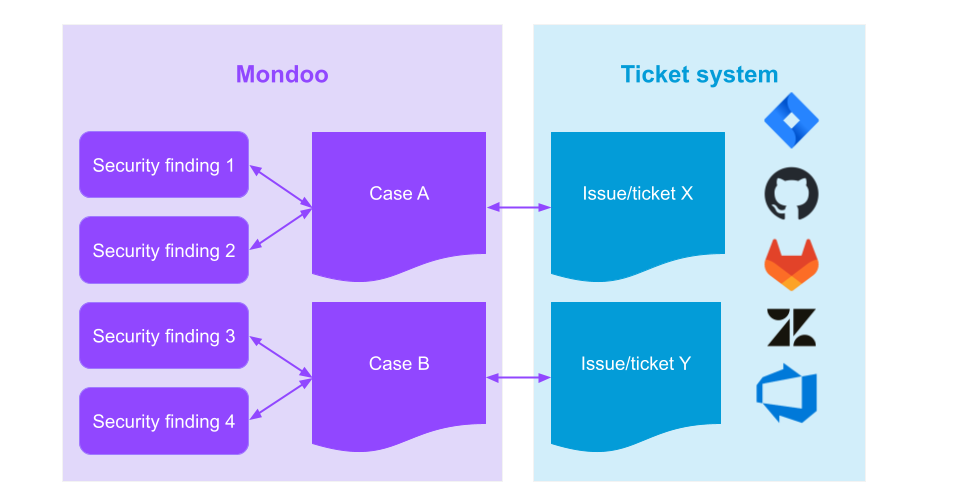 Mondoo
Security finding 1
Security finding 2
Security finding 3
Security finding 4
Case A
Case B
Ticket system
Issue/ticket X
Issue/ticket Y